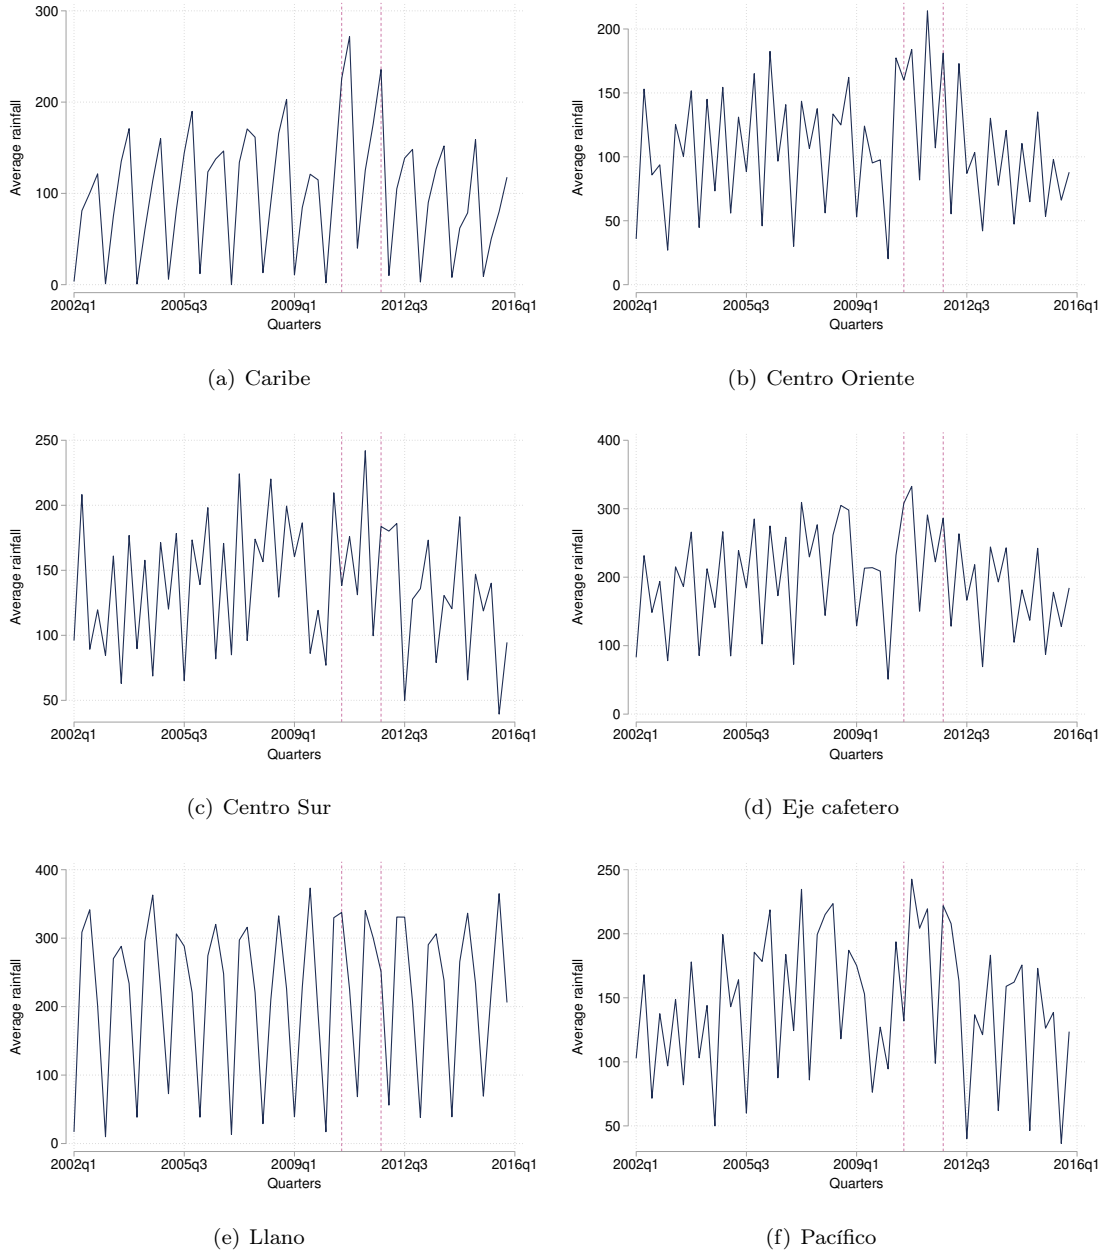 300
200
100
0
Average rainfall
2002q1 2005q3 2009q1 2012q3 2016q1
Quarters
(a) Caribe
200
150
100
50
0
Average rainfall
2002q1 2005q3 2009q1 2012q3 2016q1
Quarters
(b) Centro Oriente
250
200
150
100
50
Average rainfall
2002q1 2005q3 2009q1 2012q3 2016q1
Quarters
(c) Centro Sur
400
300
200
100
0
Average rainfall
2002q1 2005q3 2009q1 2012q3 2016q1
Quarters
(d) Eje cafetero
400
300
200
100
0
Average rainfall
2002q1 2005q3 2009q1 2012q3 2016q1
Quarters
(e) Llano
250
200
150
100
50
Average rainfall
2002q1 2005q3 2009q1 2012q3 2016q1
Quarters
(f) Pacífico